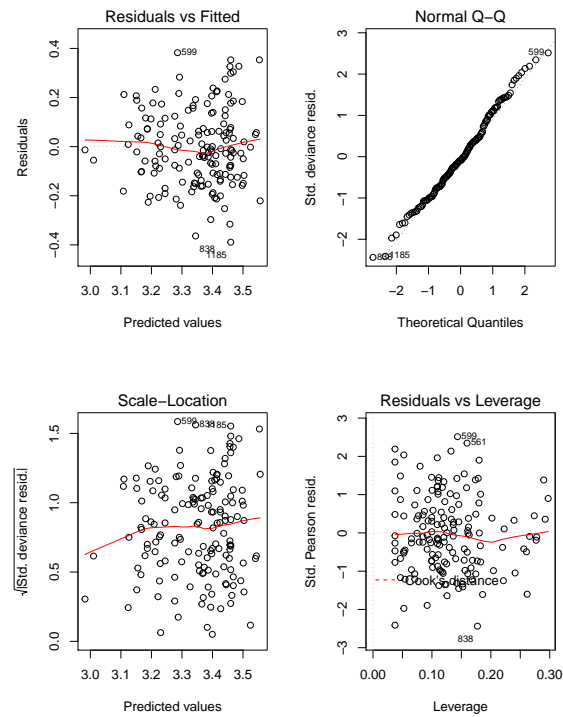 Residuals vs Fitted
Residuals
−0.4 −0.2 0.0 0.2 0.4
3.0 3.1 3.2 3.3 3.4 3.5
Predicted values
599
838
1185
Normal Q−Q
Std. deviance resid.
−2 −1 0 1 2 3
−2 −1 0 1 2
Theoretical Quantiles
599
838
1185
Scale−Location
√|Std. deviance resid.|
0.0 0.5 1.0 1.5
3.0 3.1 3.2 3.3 3.4 3.5
Predicted values
599
838
1185
Residuals vs Leverage
Std. Pearson resid.
−3 −2 −1 0 1 2 3
0.00 0.10 0.20 0.30
Leverage
599
561
Cook's distance
838